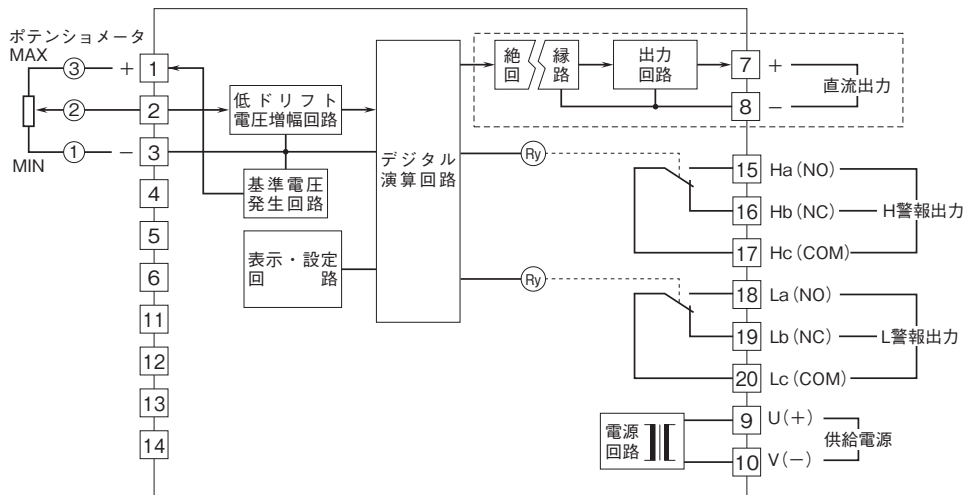 ポテンショメータ
MAX
③
+
1
②
2
①
−
3
MIN
4
5
6
11
12
13
14
低ドリフト
電圧増幅回路
基準電圧
発生回路
表示・設定
回 路
デジタル
演算回路
絶 縁
回 路
出力
回路
7 +
8 −
直流出力
Ry
15 Ha(NO)
16 Hb(NC)
17 Hc(COM)
H警報出力
Ry
18 La(NO)
19 Lb(NC)
20 Lc(COM)
L警報出力
電源
回路
9 U(+)
10 V(−)
供給電源